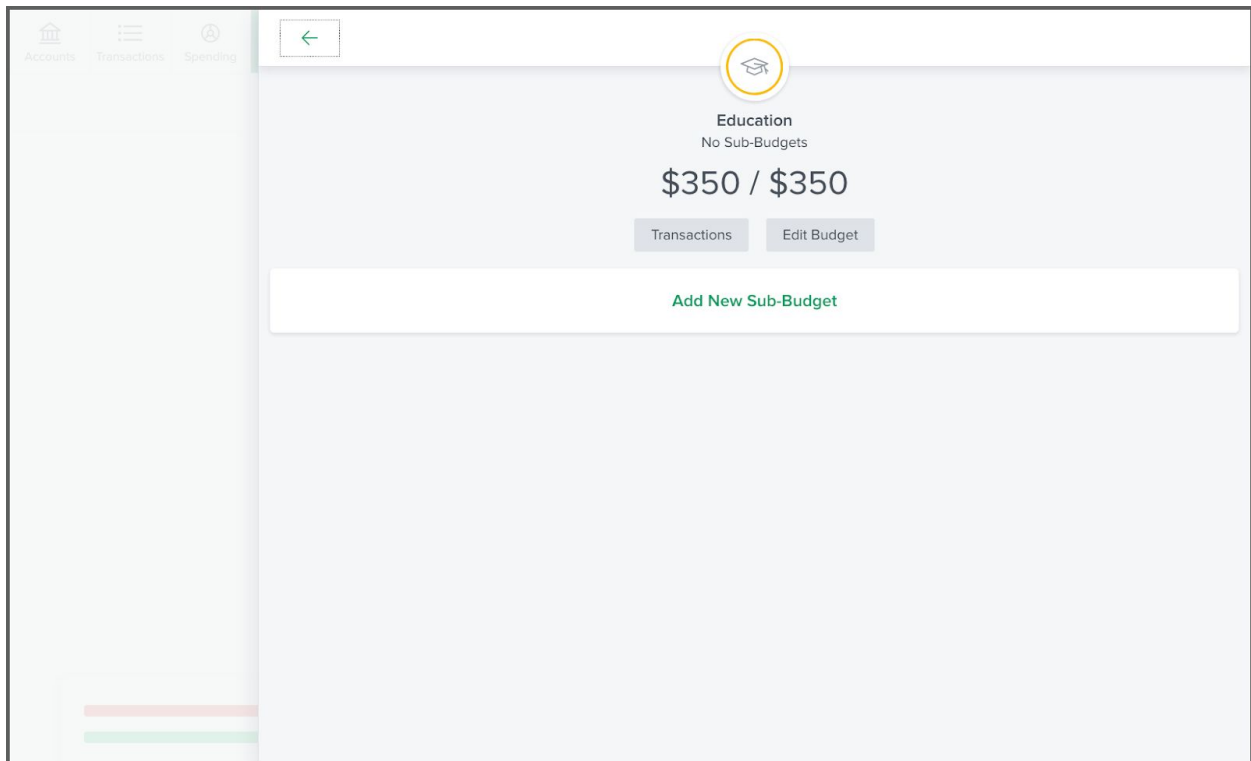 Accounts Transactions Spending
Education
No Sub-Budgets
$350 / $350
Transactions Edit Budget
Add New Sub-Budget